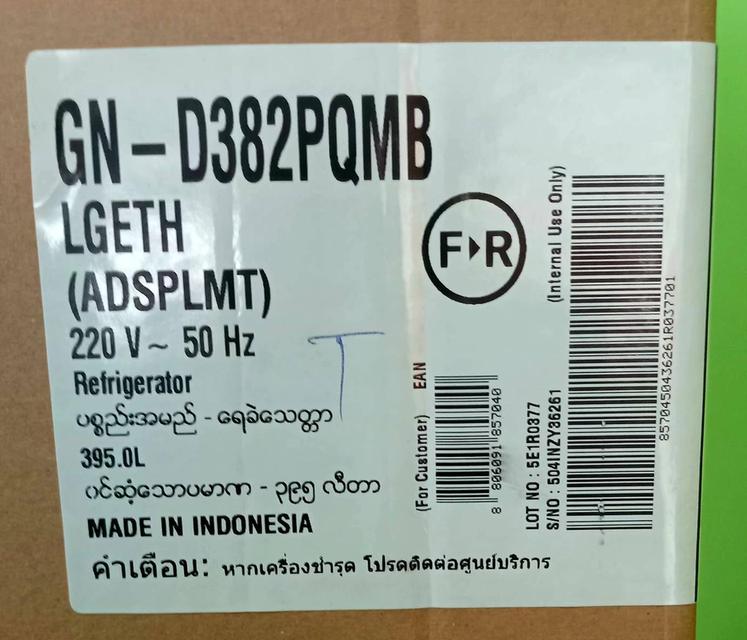 GN-D382PQMB
LGETH
(ADSPLMT)
220 V~ 50 Hz
Refrigerator
ပစ္စည်းအမည် - ရေခဲသေတ္တာ
395.0L
ဝင်ဆံ့သောပမာဏ - ၃၉၅ လီတာ
MADE IN INDONESIA
คำเตือน: หากเครื่องชำรุด โปรดติดต่อศูนย์บริการ
F▸R
T
(For Customer) EAN
8 806091 857040
LOT NO : 5E1R0377
S/NO : 504INZY36261
(Internal Use Only)
8570450436261R037701